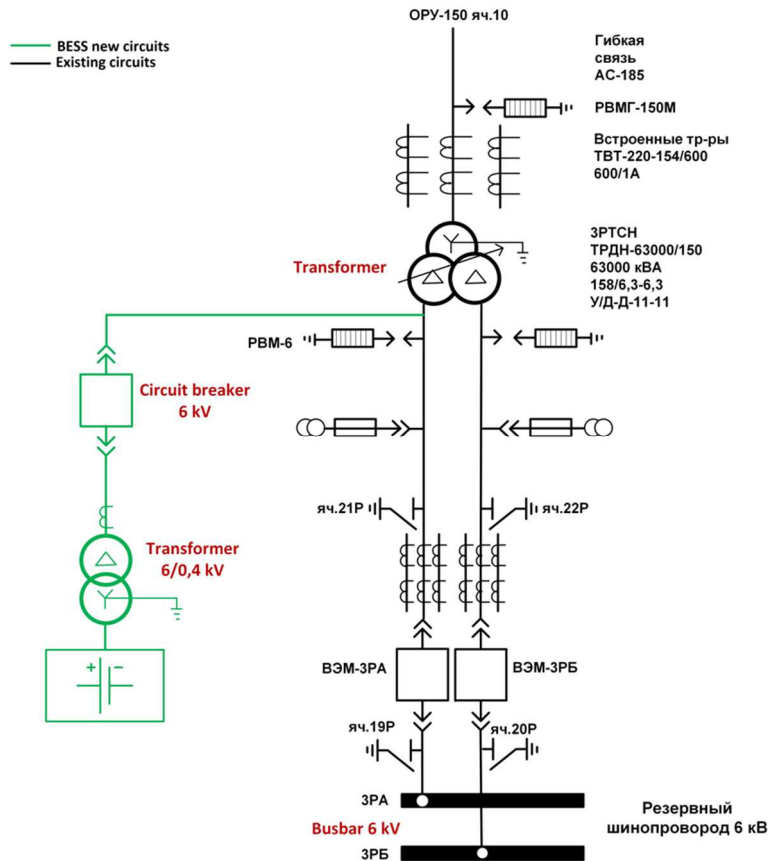 ОРУ-150 яч.10
BESS new circuits
Existing circuits
Гибкая
связь
АС-185
РВМГ-150М
Встроенные тр-ры
ТВТ-220-154/600
600/1А
Transformer
3РТСН
ТРДН-63000/150
63000 кВА
158/6,3-6,3
У/Д-Д-11-11
РВМ-6
Circuit breaker
6 kV
яч.21Р
яч.22Р
Transformer
6/0,4 kV
+ −
ВЭМ-3РА
ВЭМ-3РБ
яч.19Р
яч.20Р
3РА
Busbar 6 kV
Резервный
шинопровод 6 кВ
3РБ